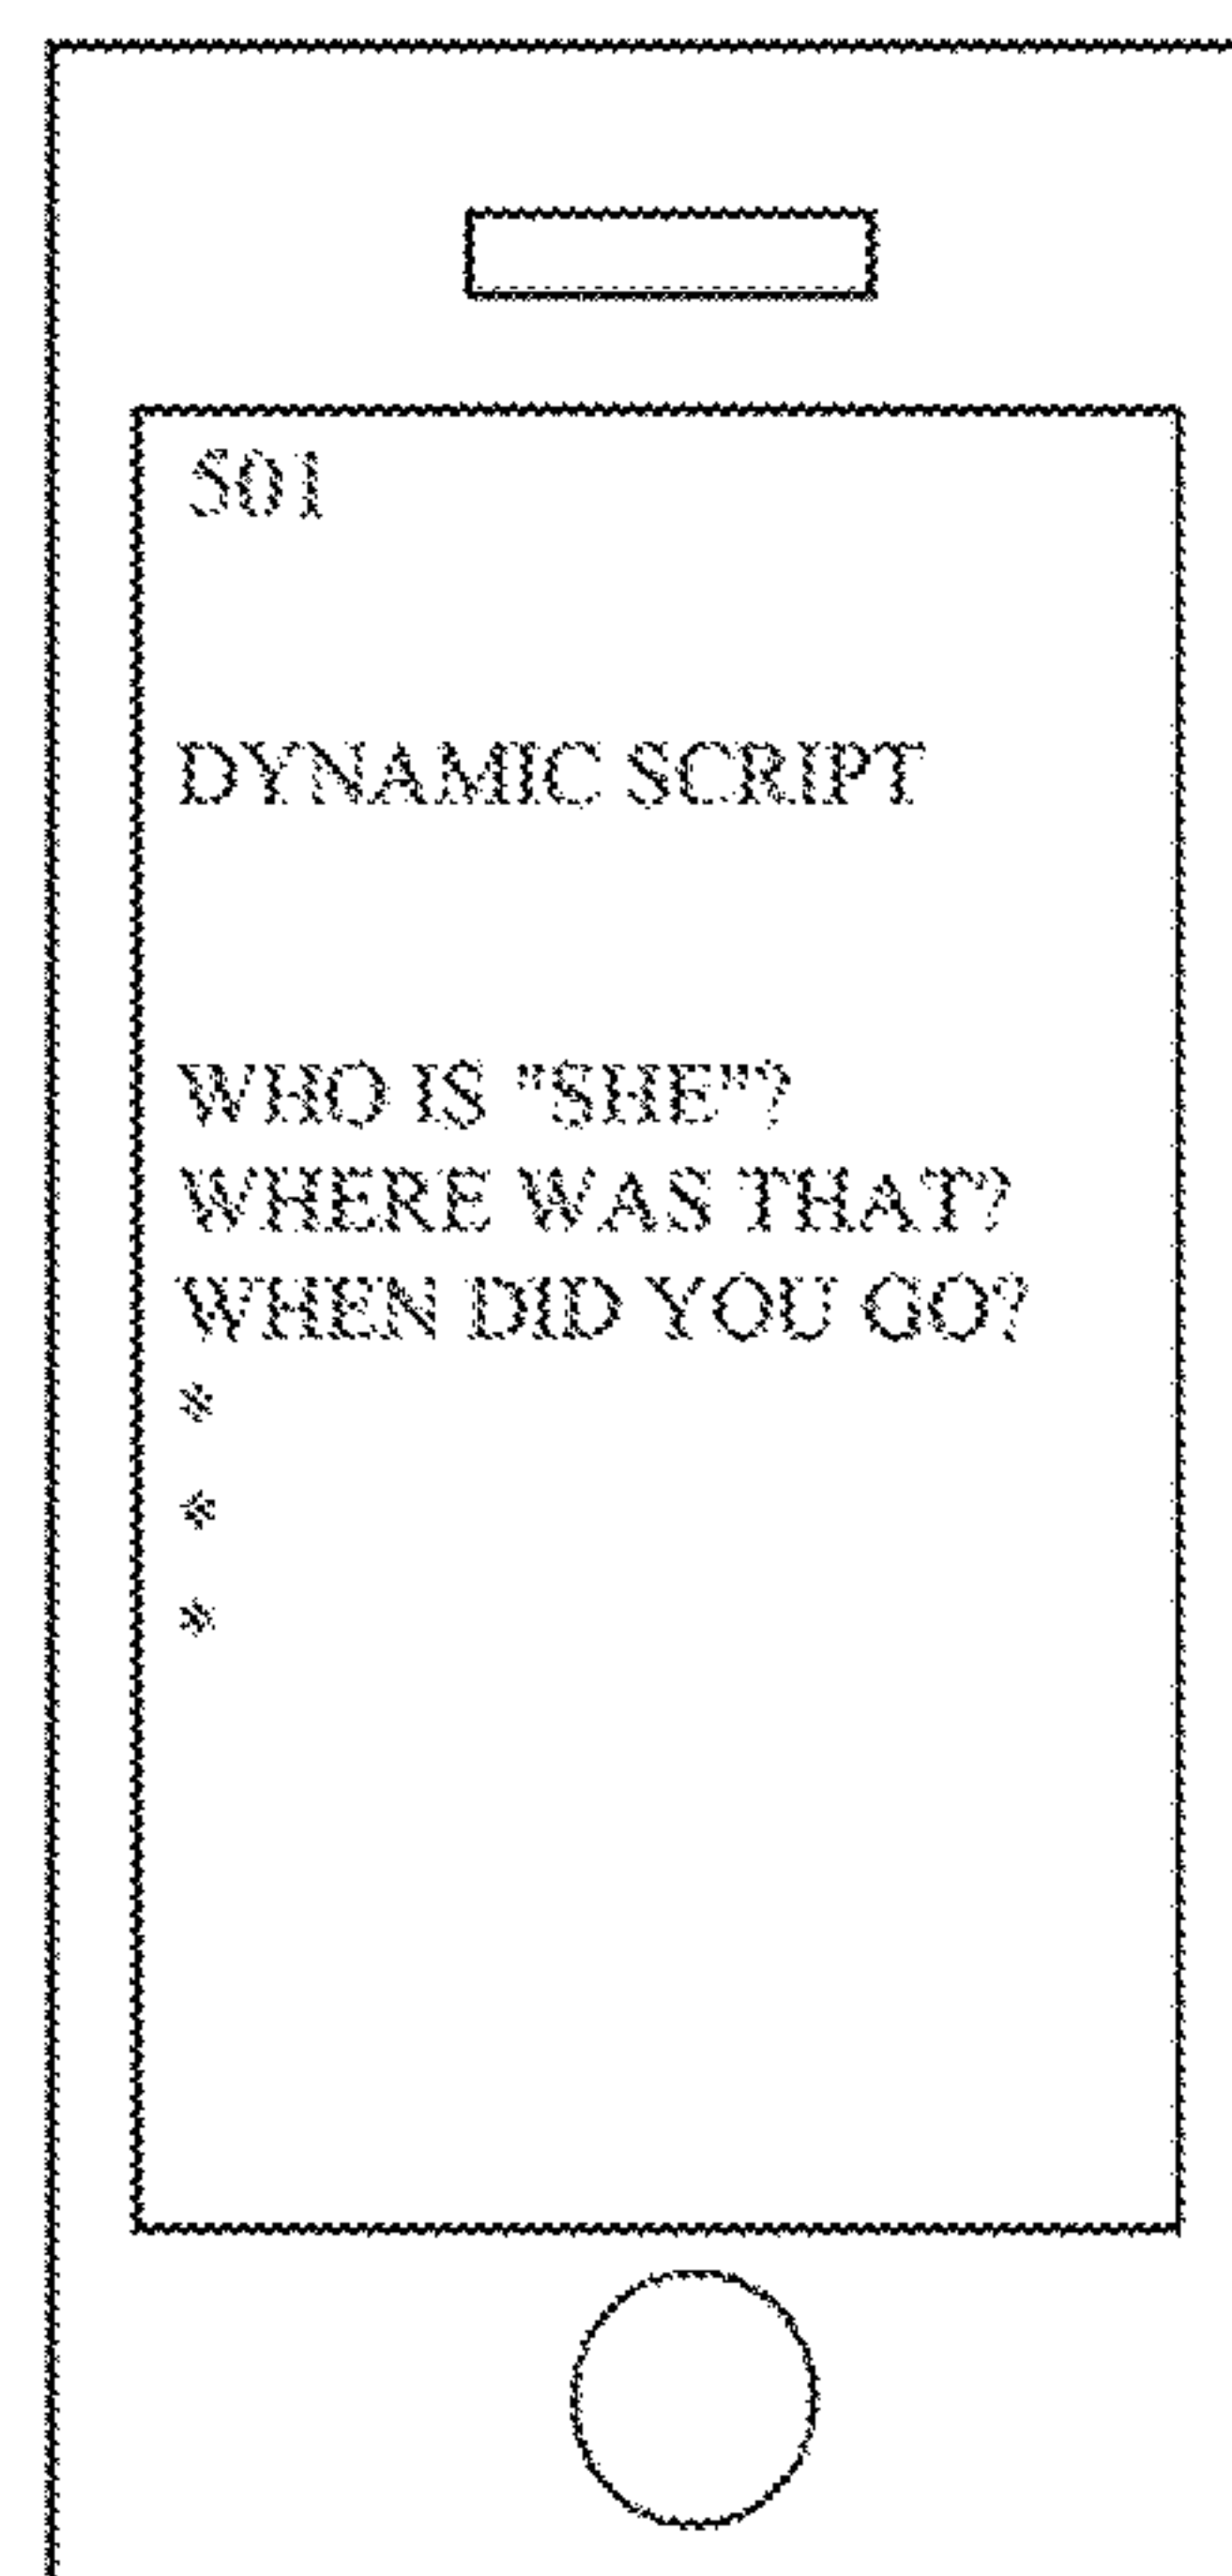 501
DYNAMIC SCRIPT
WHO IS "SHE"?
WHERE WAS THAT?
WHEN DID YOU GO?
*
*
*